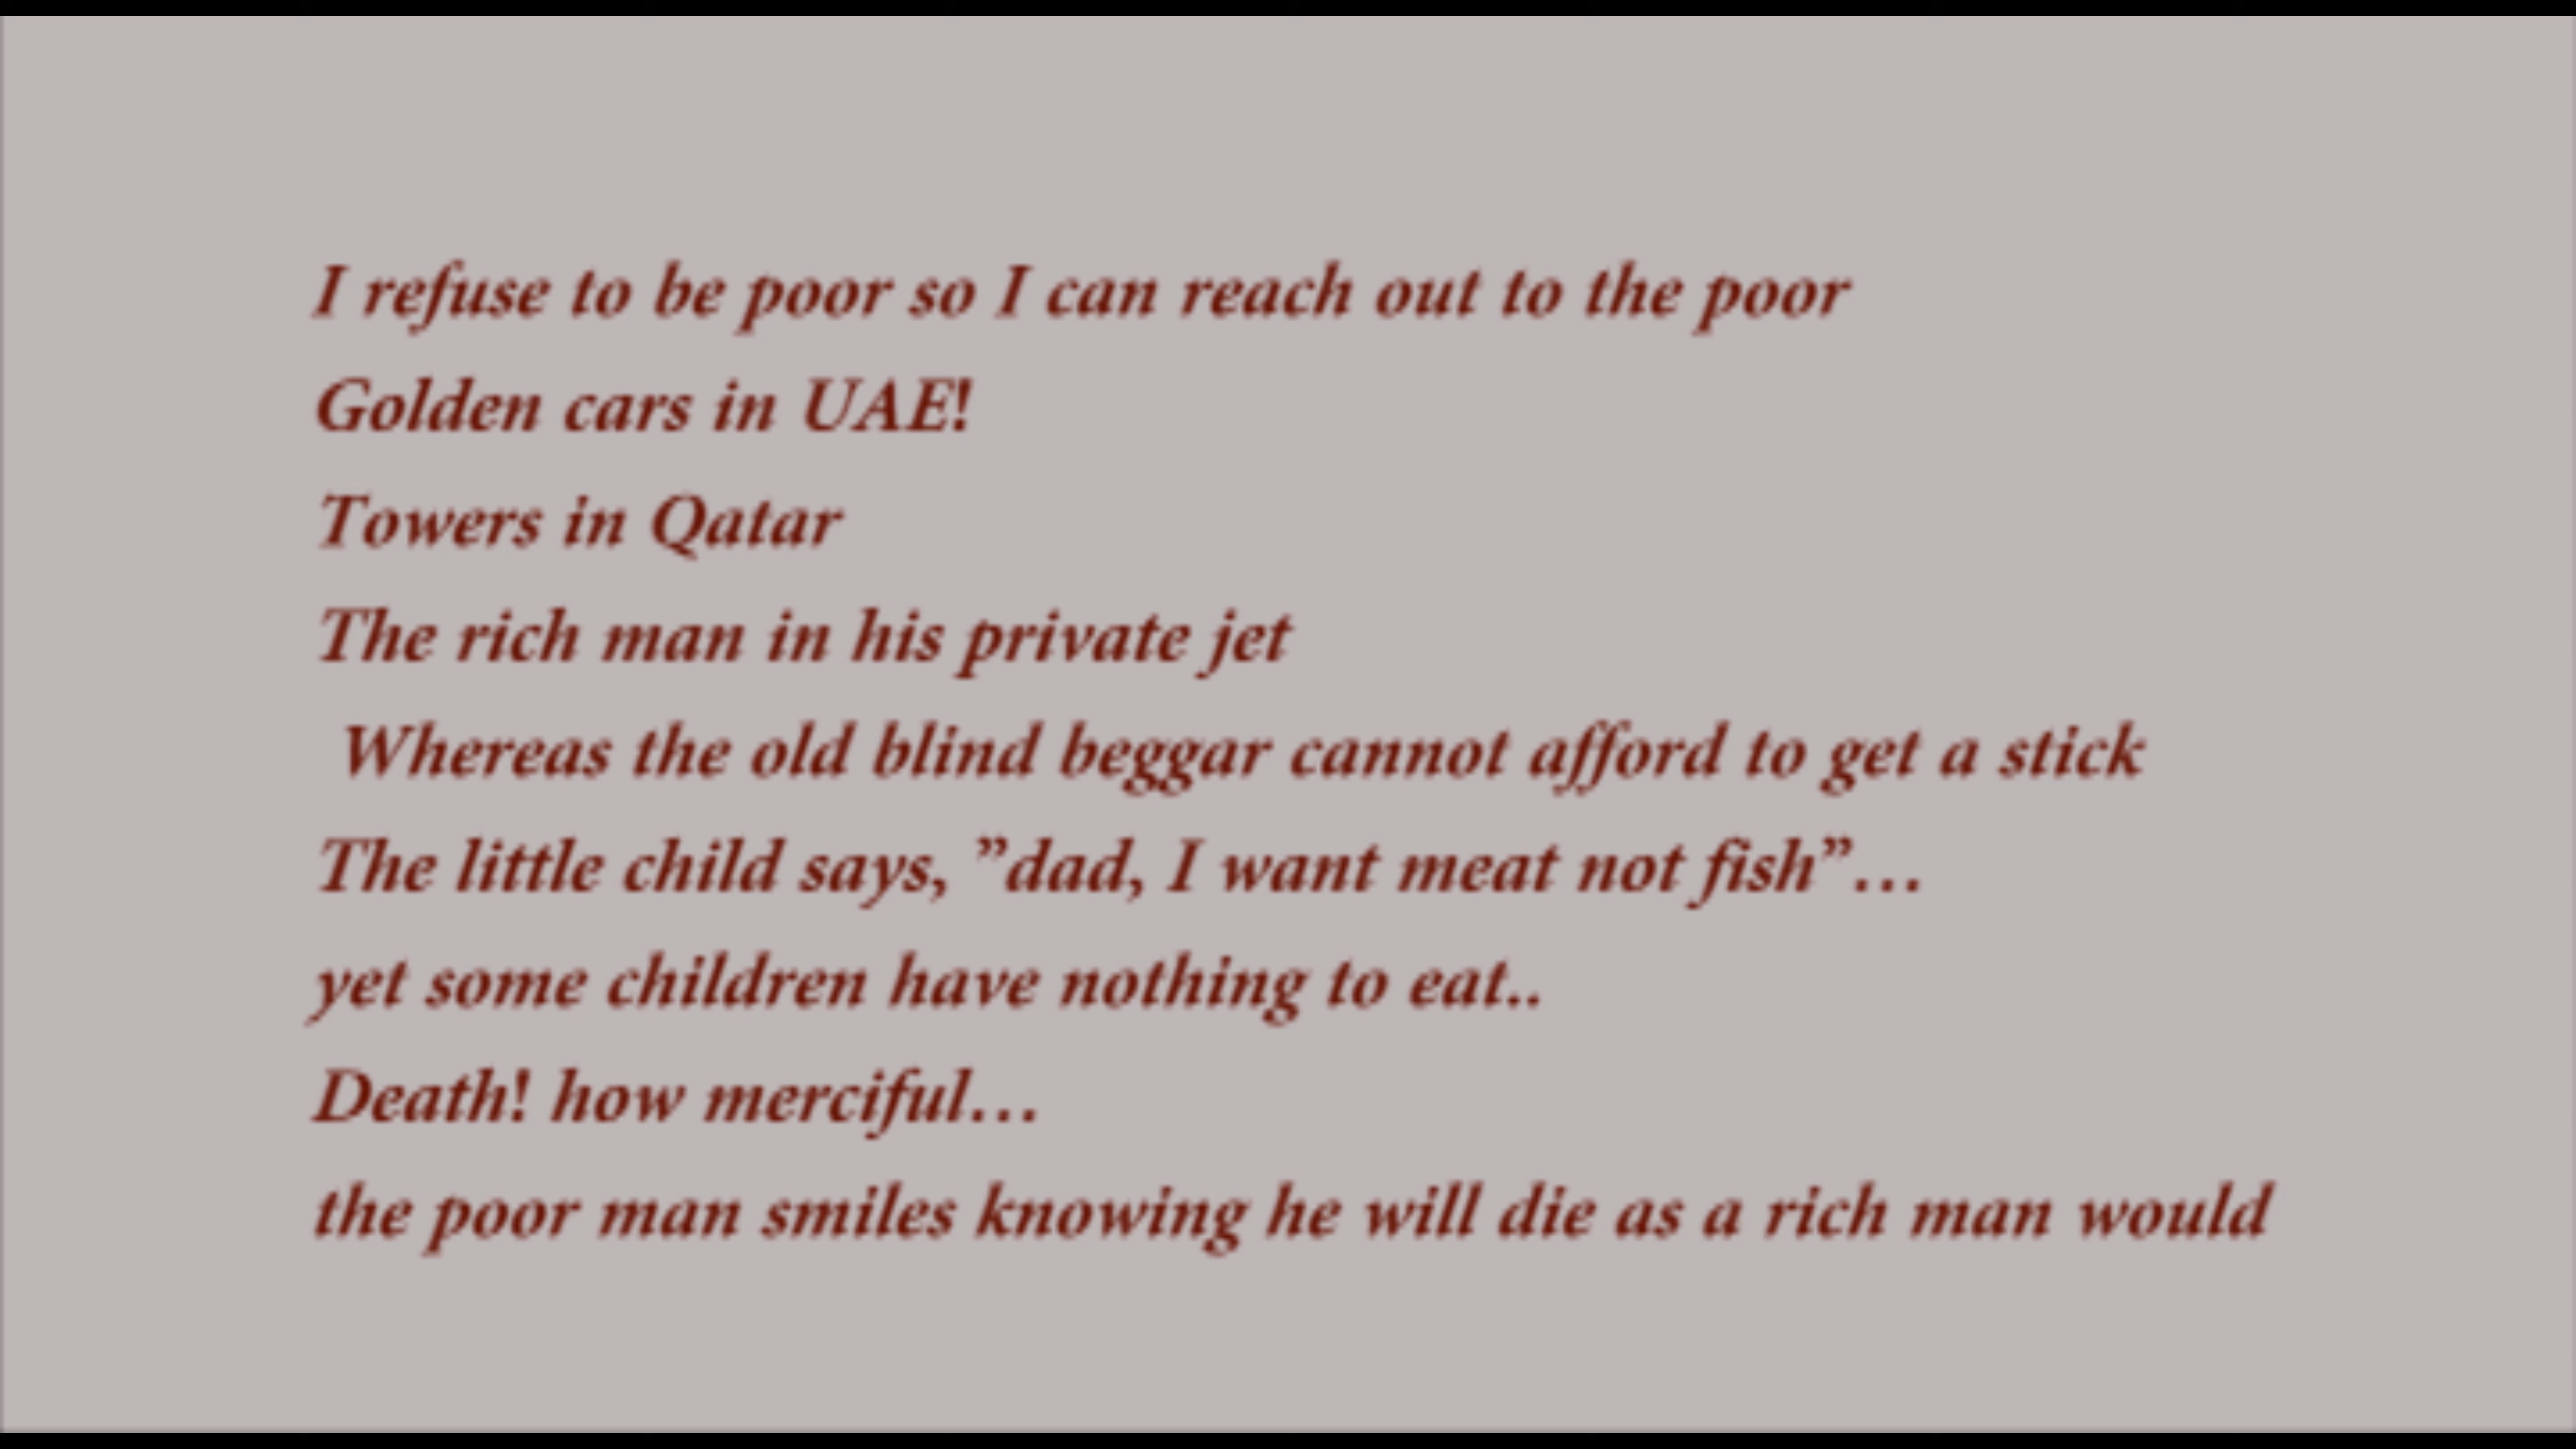 I refuse to be poor so I can reach out to the poor
Golden cars in UAE!
Towers in Qatar
The rich man in his private jet
Whereas the old blind beggar cannot afford to get a stick
The little child says, ”dad, I want meat not fish”…
yet some children have nothing to eat..
Death! how merciful…
the poor man smiles knowing he will die as a rich man would